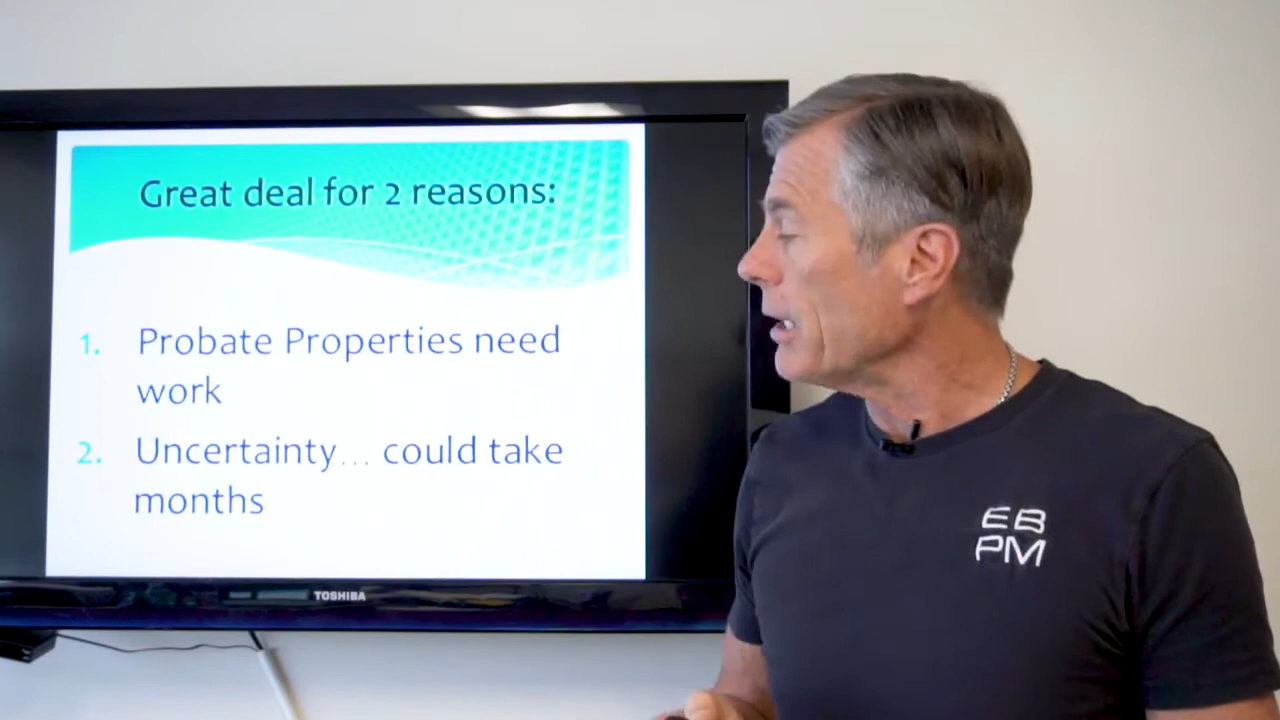 Great deal for 2 reasons:
1. Probate Properties need
work
2. Uncertainty... could take
months
TOSHIBA
EB
PM